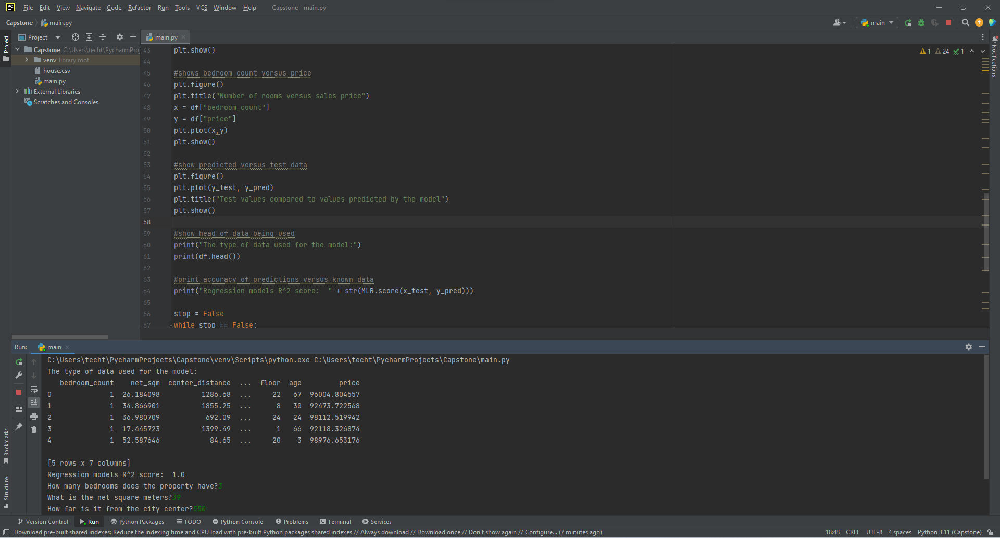 PC File Edit View Navigate Code Refactor Run Tools VCS Window Help Capstone - main.py
Capstone main.py main
Project main.py
Project
Capstone C:\Users\techt\PycharmProj
venv library root
house.csv
main.py
External Libraries
Scratches and Consoles
1 24 1
Notifications
43 plt.show()
44
45 #shows bedroom count versus price
46 plt.figure()
47 plt.title("Number of rooms versus sales price")
48 x = df["bedroom_count"]
49 y = df["price"]
50 plt.plot(x,y)
51 plt.show()
52
53 #show predicted versus test data
54 plt.figure()
55 plt.plot(y_test, y_pred)
56 plt.title("Test values compared to values predicted by the model")
57 plt.show()
58
59 #show head of data being used
60 print("The type of data used for the model:")
61 print(df.head())
62
63 #print accuracy of predictions versus known data
64 print("Regression models R^2 score:  " + str(MLR.score(x_test, y_pred)))
65
66 stop = False
67 while stop == False:
Run: main
C:\Users\techt\PycharmProjects\Capstone\venv\Scripts\python.exe C:\Users\techt\PycharmProjects\Capstone\main.py
The type of data used for the model:
bedroom_count net_sqm center_distance ... floor age price
0 1 26.184098 1286.68 ... 22 67 96004.804557
1 1 34.866901 1855.25 ... 8 30 92473.722568
2 1 36.980709 692.09 ... 24 24 98112.519942
3 1 17.445723 1399.49 ... 1 66 92118.326874
4 1 52.587646 84.65 ... 20 3 98976.653176
[5 rows x 7 columns]
Regression models R^2 score:  1.0
How many bedrooms does the property have?3
What is the net square meters?39
How far is it from the city center?550
Bookmarks
Structure
Version Control Run Python Packages TODO Python Console Problems Terminal Services
Download pre-built shared indexes: Reduce the indexing time and CPU load with pre-built Python packages shared indexes // Always download // Download once // Don't show again // Configure... (7 minutes ago) 18:48 CRLF UTF-8 4 spaces Python 3.11 (Capstone)